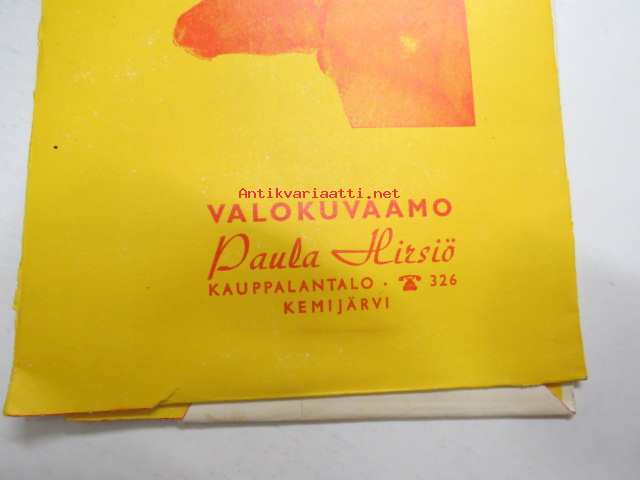 Antikvariaatti.net
VALOKUVAAMO
Paula Hirsiö
KAUPPALANTALO · ☎ 326
KEMIJÄRVI